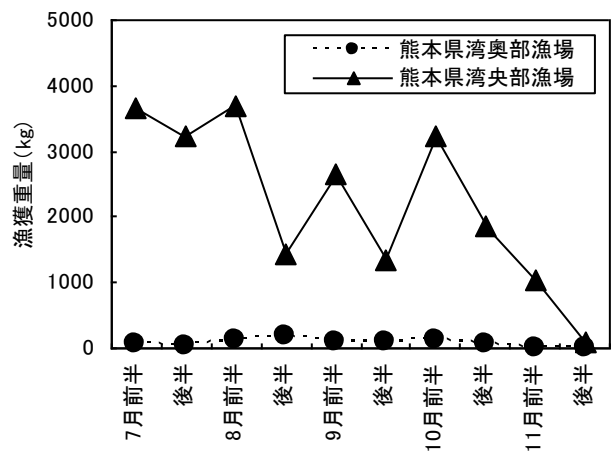 5000
4000
3000
2000
1000
0
漁獲重量(kg)
熊本県湾奥部漁場
熊本県湾央部漁場
7月前半
後半
8月前半
後半
9月前半
後半
10月前半
後半
11月前半
後半